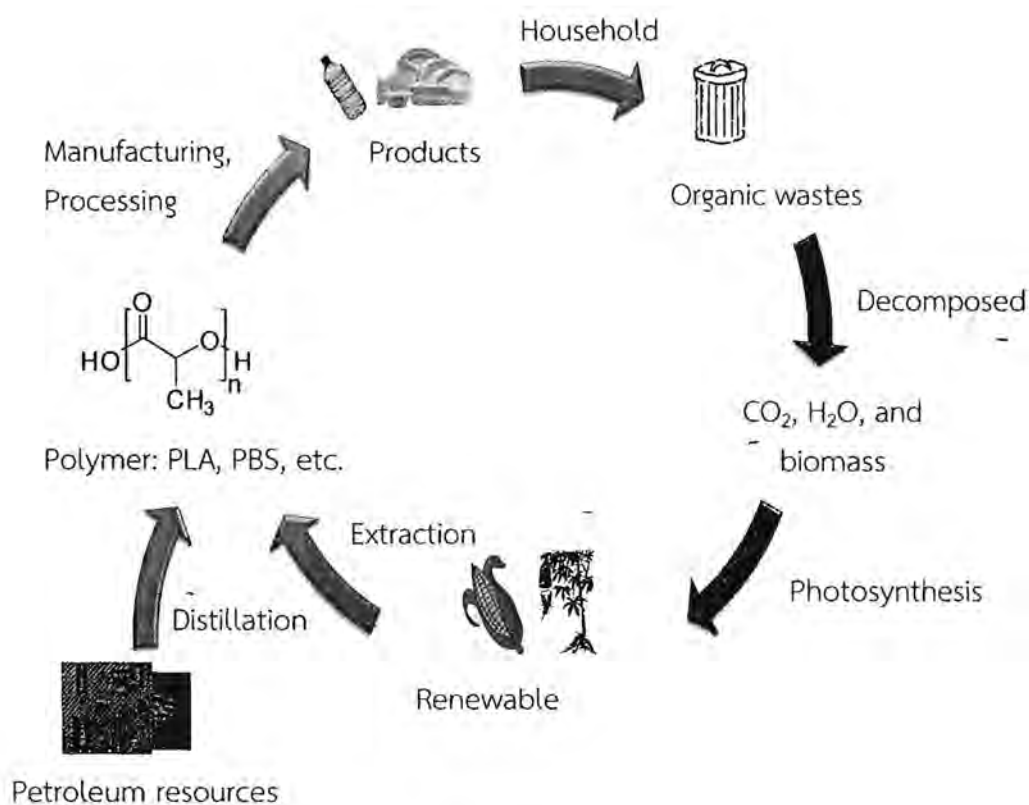 Household
Products
Manufacturing,
Processing
Organic wastes
Decomposed
O
HO
O
H
n
CH₃
CO₂, H₂O, and
biomass
Polymer: PLA, PBS, etc.
Extraction
Photosynthesis
Distillation
Renewable
Petroleum resources